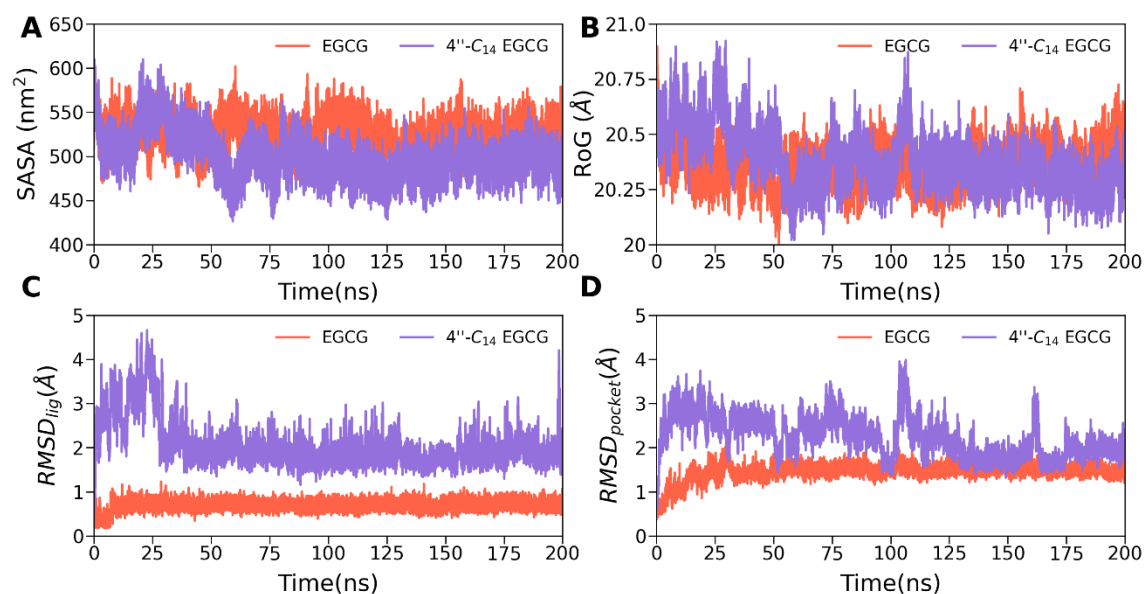 A
650
600
550
500
450
400
SASA (nm²)
EGCG
4''-C₁₄ EGCG
0 25 50 75 100 125 150 175 200
Time(ns)
B
21.0
20.75
20.5
20.25
20
RoG (Å)
EGCG
4''-C₁₄ EGCG
0 25 50 75 100 125 150 175 200
Time(ns)
C
5
4
3
2
1
0
RMSD_lig(Å)
EGCG
4''-C₁₄ EGCG
0 25 50 75 100 125 150 175 200
Time(ns)
D
5
4
3
2
1
0
RMSD_pocket(Å)
EGCG
4''-C₁₄ EGCG
0 25 50 75 100 125 150 175 200
Time(ns)